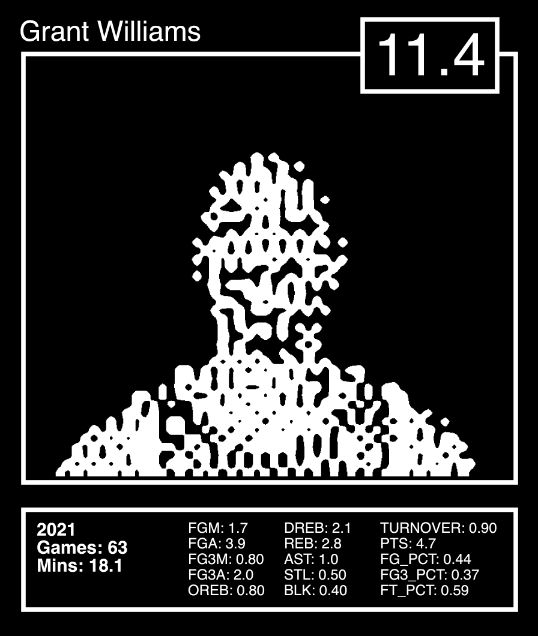 Grant Williams
11.4
2021
Games: 63
Mins: 18.1
FGM: 1.7
FGA: 3.9
FG3M: 0.80
FG3A: 2.0
OREB: 0.80
DREB: 2.1
REB: 2.8
AST: 1.0
STL: 0.50
BLK: 0.40
TURNOVER: 0.90
PTS: 4.7
FG_PCT: 0.44
FG3_PCT: 0.37
FT_PCT: 0.59